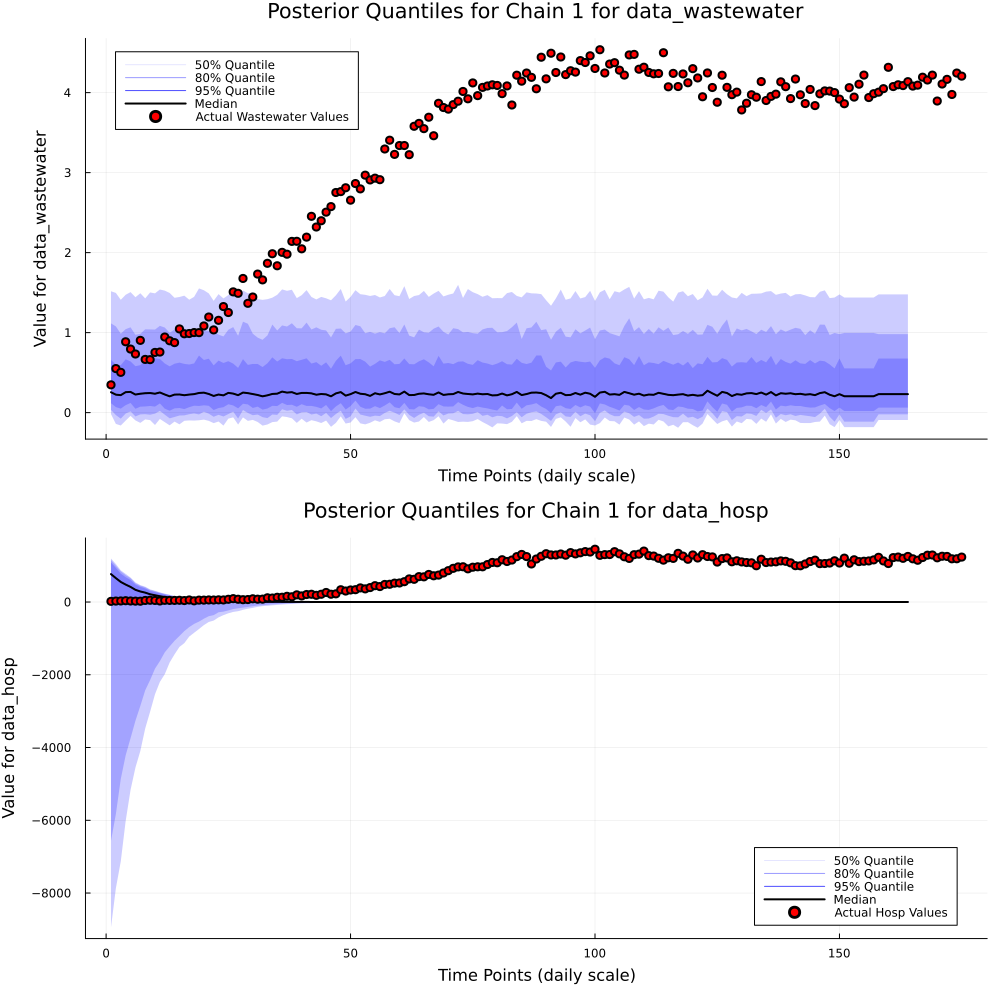 Posterior Quantiles for Chain 1 for data_wastewater
50% Quantile
80% Quantile
95% Quantile
Median
Actual Wastewater Values
Value for data_wastewater
4
3
2
1
0
0 50 100 150
Time Points (daily scale)
Posterior Quantiles for Chain 1 for data_hosp
Value for data_hosp
0
−2000
−4000
−6000
−8000
50% Quantile
80% Quantile
95% Quantile
Median
Actual Hosp Values
0 50 100 150
Time Points (daily scale)